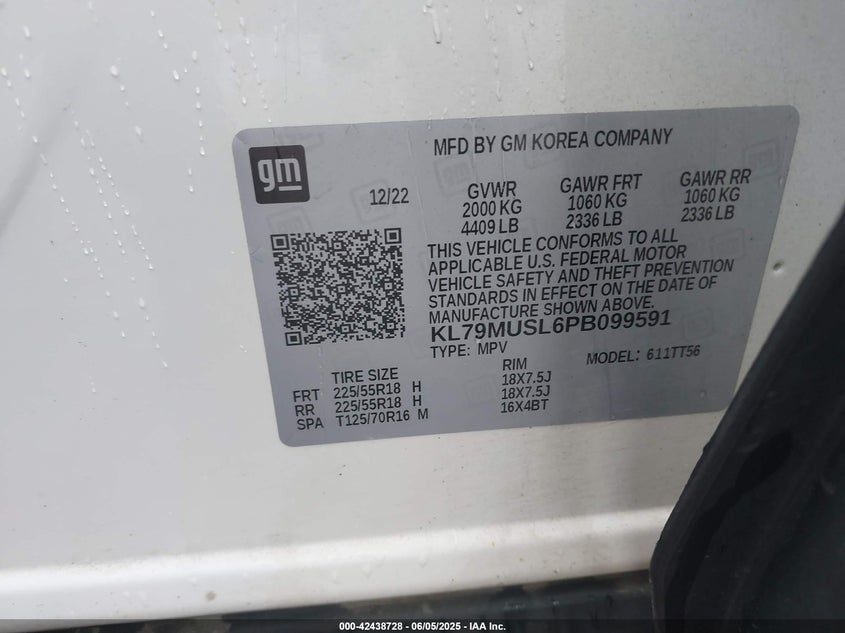 gm
MFD BY GM KOREA COMPANY
12/22
GVWR GAWR FRT GAWR RR
2000 KG 1060 KG 1060 KG
4409 LB 2336 LB 2336 LB
THIS VEHICLE CONFORMS TO ALL
APPLICABLE U.S. FEDERAL MOTOR
VEHICLE SAFETY AND THEFT PREVENTION
STANDARDS IN EFFECT ON THE DATE OF
MANUFACTURE SHOWN ABOVE.
KL79MUSL6PB099591
TYPE: MPV MODEL: 611TT56
TIRE SIZE RIM
FRT 225/55R18 H 18X7.5J
RR 225/55R18 H 18X7.5J
SPA T125/70R16 M 16X4BT
000-42438728 - 06/05/2025 - IAA Inc.